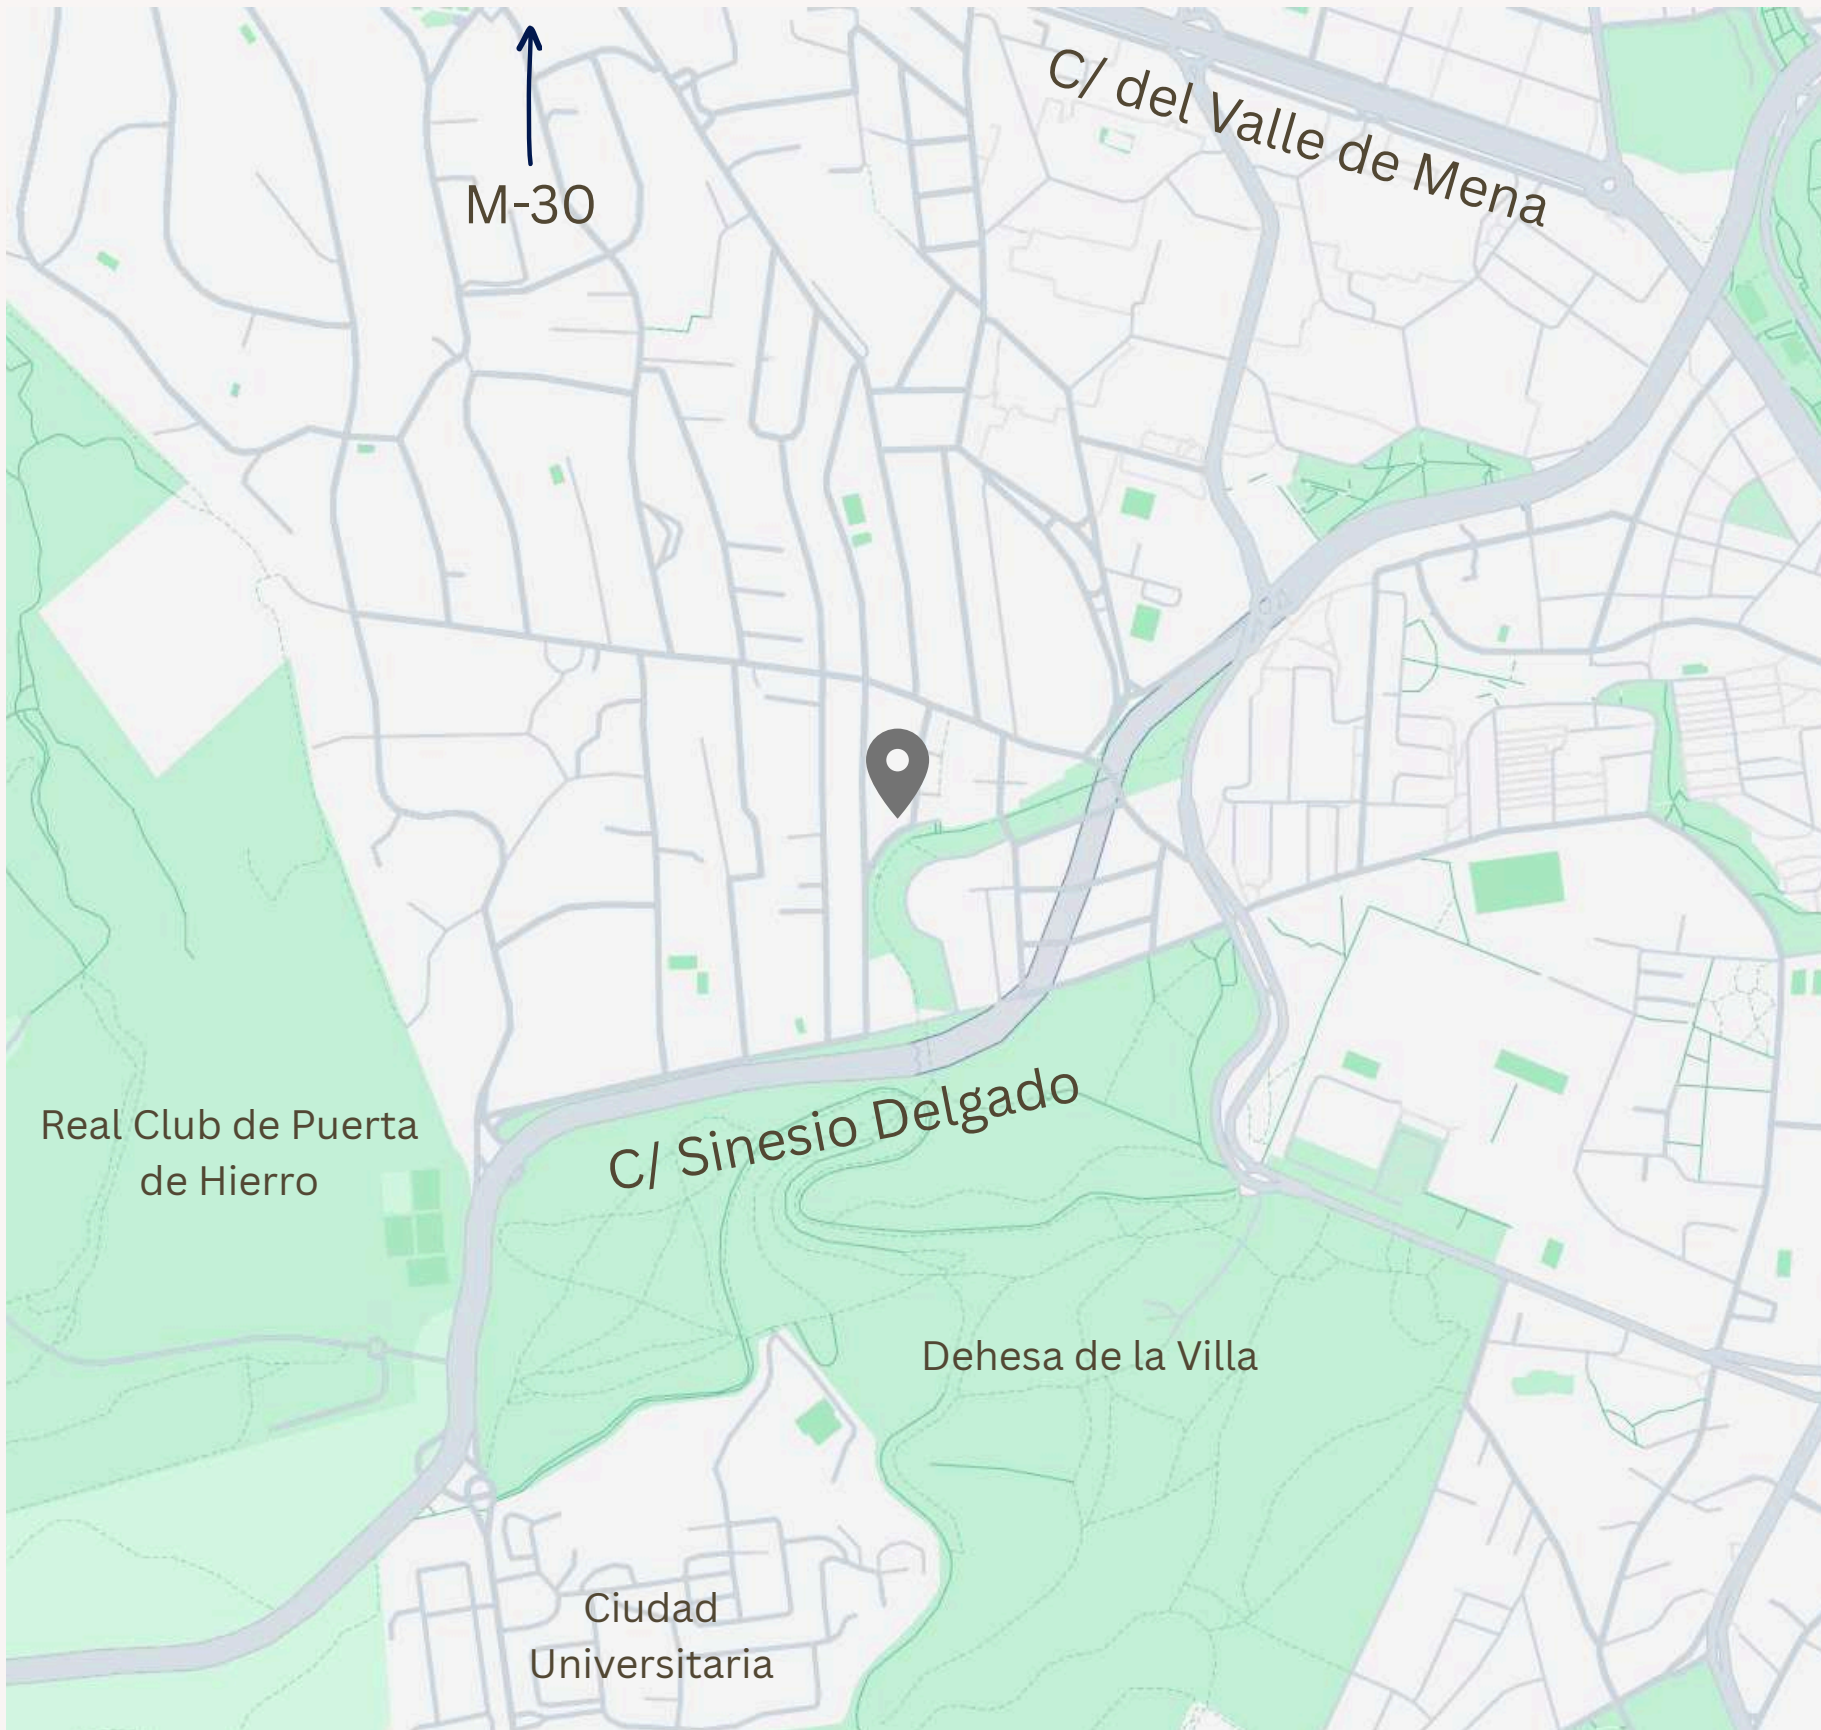 C/ del Valle de Mena
M-30
Real Club de Puerta
de Hierro
C/ Sinesio Delgado
Dehesa de la Villa
Ciudad
Universitaria